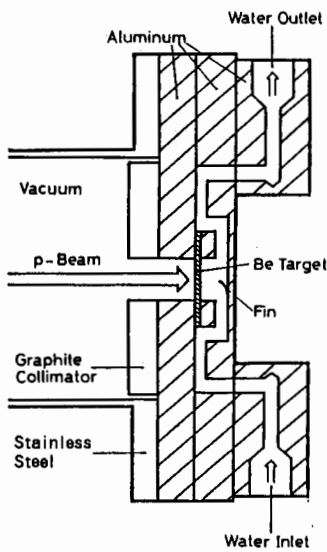 Water Outlet
Aluminum
Vacuum
p-Beam
Be Target
Fin
Graphite
Collimator
Stainless
Steel
Water Inlet